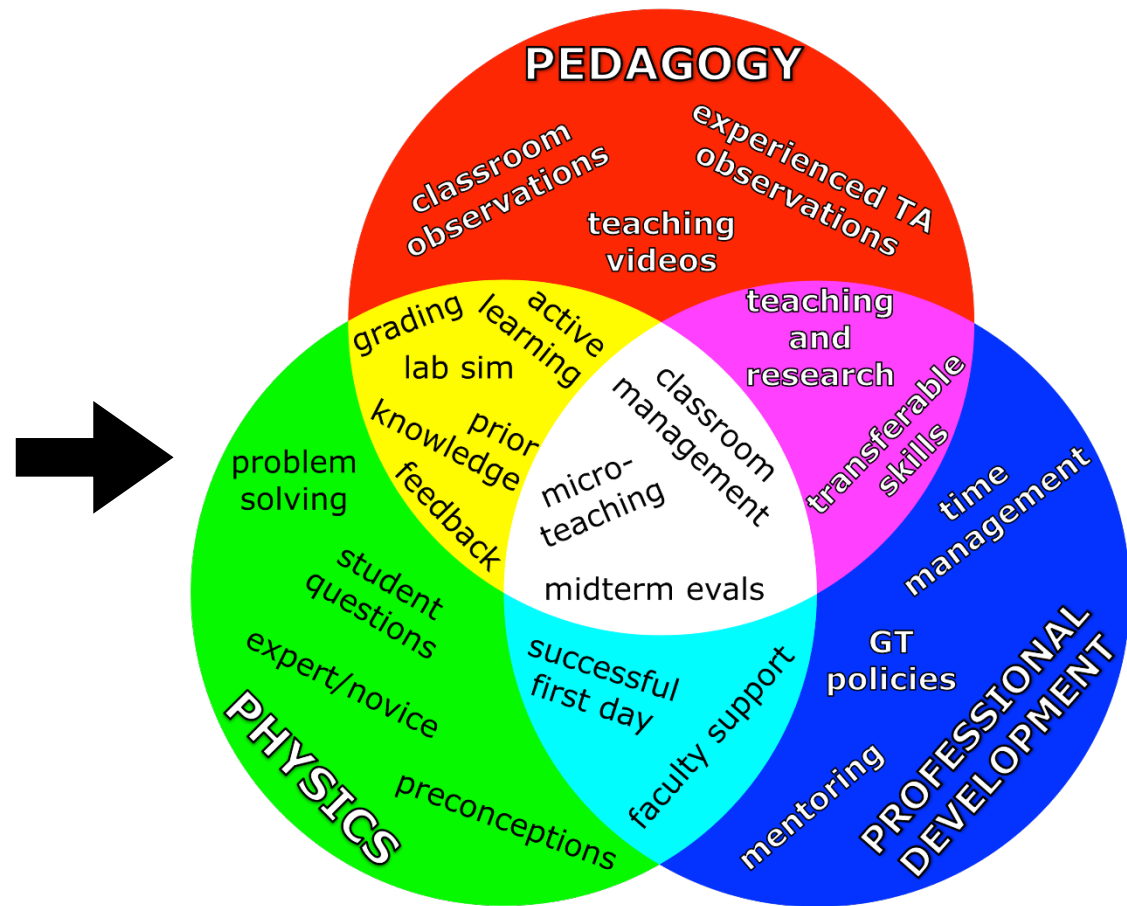 PEDAGOGY
classroom
observations
experienced TA
observations
teaching
videos
grading
active
learning
lab sim
prior
knowledge
feedback
teaching
and
research
transferable
skills
classroom
management
micro-
teaching
midterm evals
problem
solving
student
questions
expert/novice
PHYSICS
preconceptions
successful
first day
faculty support
time
management
GT
policies
mentoring
PROFESSIONAL
DEVELOPMENT